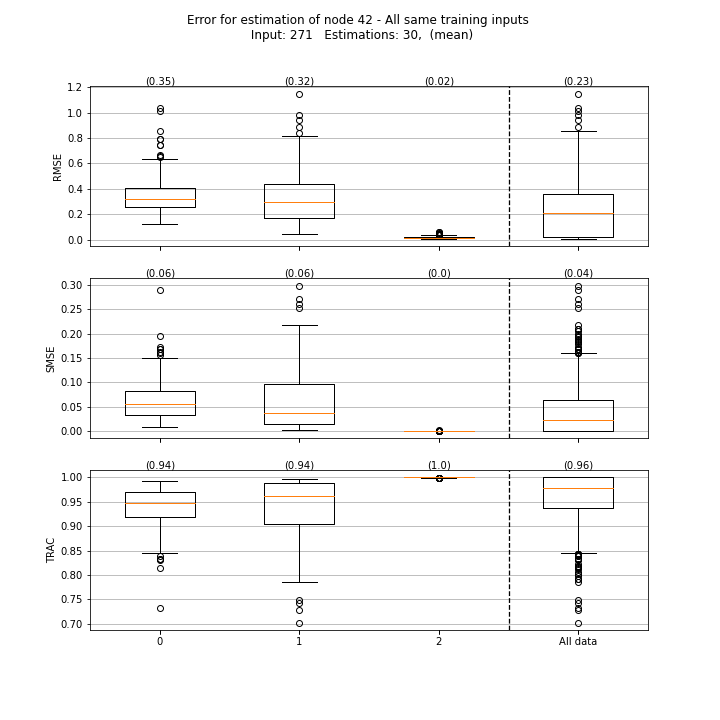 Error for estimation of node 42 - All same training inputs
Input: 271   Estimations: 30,  (mean)
(0.35) (0.32) (0.02) (0.23)
1.2
1.0
0.8
0.6
0.4
0.2
0.0
RMSE
(0.06) (0.06) (0.0) (0.04)
0.30
0.25
0.20
0.15
0.10
0.05
0.00
SMSE
(0.94) (0.94) (1.0) (0.96)
1.00
0.95
0.90
0.85
0.80
0.75
0.70
TRAC
0 1 2 All data